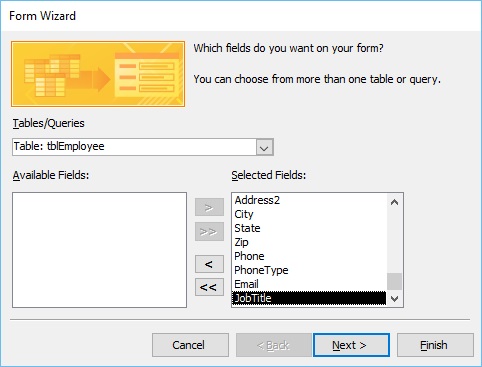 Form Wizard
Which fields do you want on your form?
You can choose from more than one table or query.
Tables/Queries
Table: tblEmployee
Available Fields:
Selected Fields:
>
>>
<
<<
Address2
City
State
Zip
Phone
PhoneType
Email
JobTitle
Cancel
< Back
Next >
Finish